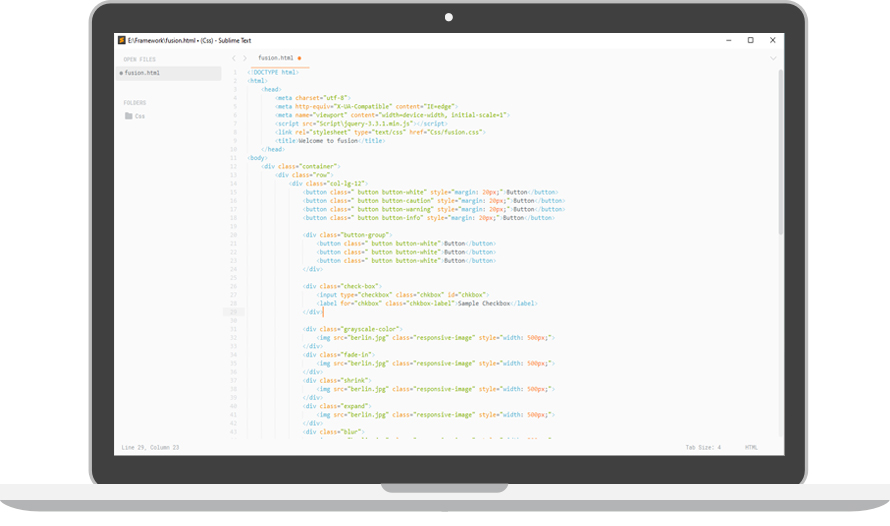 E:\Framework\fusion.html • (Css) - Sublime Text
OPEN FILES
fusion.html
FOLDERS
Css
fusion.html
1 <!DOCTYPE html>
2 <html>
3 <head>
4 <meta charset="utf-8">
5 <meta http-equiv="X-UA-Compatible" content="IE=edge">
6 <meta name="viewport" content="width=device-width, initial-scale=1">
7 <script src="Script\jquery-3.3.1.min.js"></script>
8 <link rel="stylesheet" type="text/css" href="Css/fusion.css">
9 <title>Welcome to fusion</title>
10 </head>
11 <body>
12 <div class="container">
13 <div class="row">
14 <div class="col-lg-12">
15 <button class=" button button-white" style="margin: 20px;">Button</button>
16 <button class=" button button-caution" style="margin: 20px;">Button</button>
17 <button class=" button button-warning" style="margin: 20px;">Button</button>
18 <button class=" button button-info" style="margin: 20px;">Button</button>
19
20 <div class="button-group">
21 <button class=" button button-white">Button</button>
22 <button class=" button button-white">Button</button>
23 <button class=" button button-white">Button</button>
24 </div>
25
26 <div class="check-box">
27 <input type="checkbox" class="chkbox" id="chkbox">
28 <label for="chkbox" class="chkbox-label">Sample Checkbox</label>
29 </div>
30
31 <div class="grayscale-color">
32 <img src="berlin.jpg" class="responsive-image" style="width: 500px;">
33 </div>
34 <div class="fade-in">
35 <img src="berlin.jpg" class="responsive-image" style="width: 500px;">
36 </div>
37 <div class="shrink">
38 <img src="berlin.jpg" class="responsive-image" style="width: 500px;">
39 </div>
40 <div class="expand">
41 <img src="berlin.jpg" class="responsive-image" style="width: 500px;">
42 </div>
43 <div class="blur">
Line 29, Column 23
Tab Size: 4
HTML